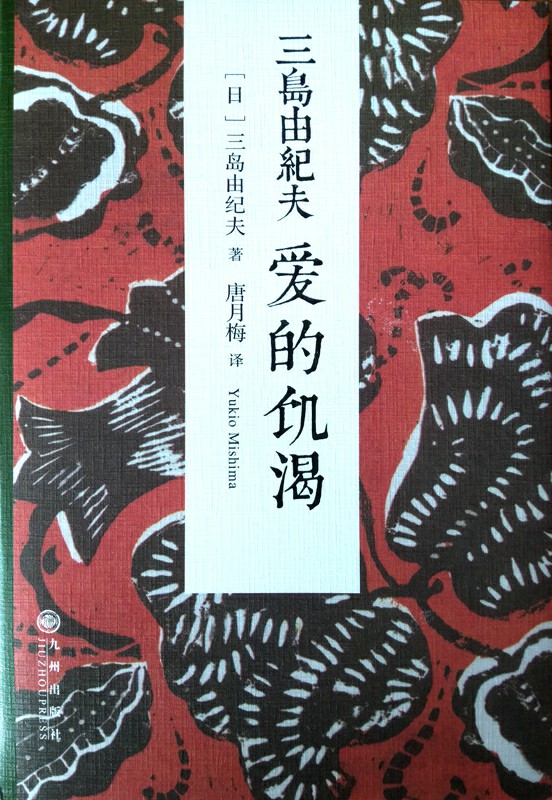 三島由紀夫
爱的饥渴
[日] 三岛由纪夫 著
唐月梅 译
Yukio Mishima
九州出版社
JIUZHOUPRESS